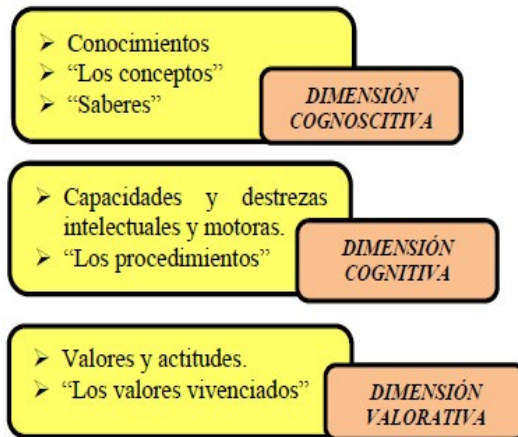 ➢ Conocimientos
➢ “Los conceptos”
➢ “Saberes”
DIMENSIÓN
COGNOSCITIVA
➢ Capacidades y destrezas
intelectuales y motoras.
➢ “Los procedimientos”
DIMENSIÓN
COGNITIVA
➢ Valores y actitudes.
➢ “Los valores vivenciados”
DIMENSIÓN
VALORATIVA